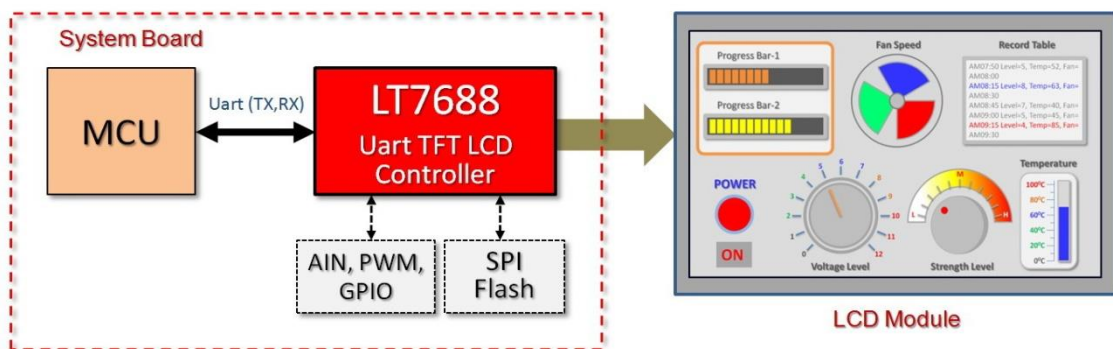 System Board
MCU
Uart (TX,RX)
LT7688
Uart TFT LCD
Controller
AIN, PWM,
GPIO
SPI
Flash
Progress Bar-1
Progress Bar-2
Fan Speed
Record Table
AM07:50 Level=5, Temp=52, Fan=
AM08:00
AM08:15 Level=8, Temp=63, Fan=
AM08:30
AM08:45 Level=7, Temp=40, Fan=
AM09:00 Level=5, Temp=45, Fan=
AM09:15 Level=4, Temp=85, Fan=
AM09:30
POWER
ON
0
1
2
3
4
5
6
7
8
9
10
11
12
Voltage Level
L
M
H
Strength Level
Temperature
100°C
80°C
60°C
40°C
20°C
0°C
LCD Module